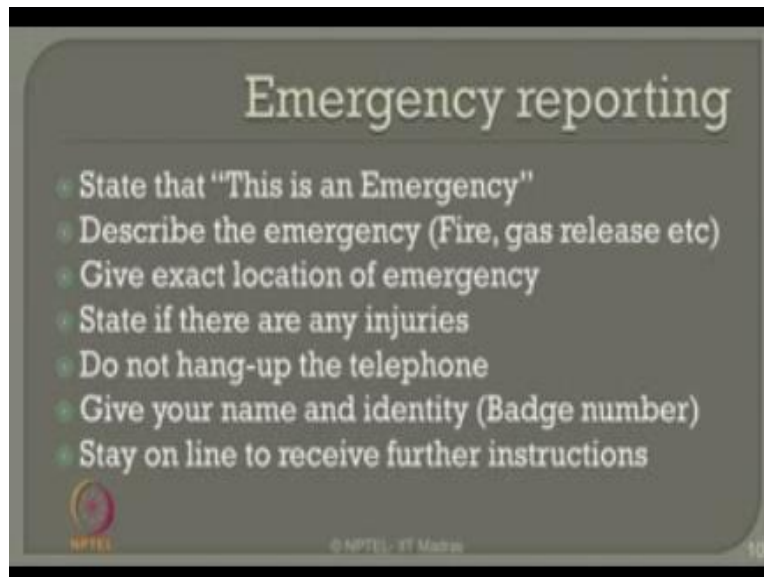 Emergency reporting
State that “This is an Emergency”
Describe the emergency (Fire, gas release etc)
Give exact location of emergency
State if there are any injuries
Do not hang-up the telephone
Give your name and identity (Badge number)
Stay on line to receive further instructions
NPTEL
© NPTEL- IIT Madras
10